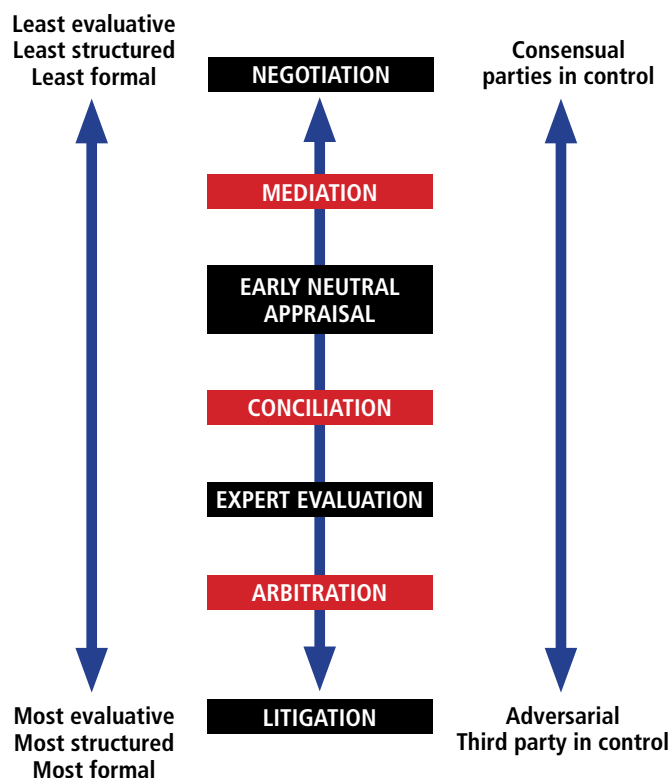 Least evaluative
Least structured
Least formal
NEGOTIATION
Consensual
parties in control
MEDIATION
EARLY NEUTRAL
APPRAISAL
CONCILIATION
EXPERT EVALUATION
ARBITRATION
Most evaluative
Most structured
Most formal
LITIGATION
Adversarial
Third party in control